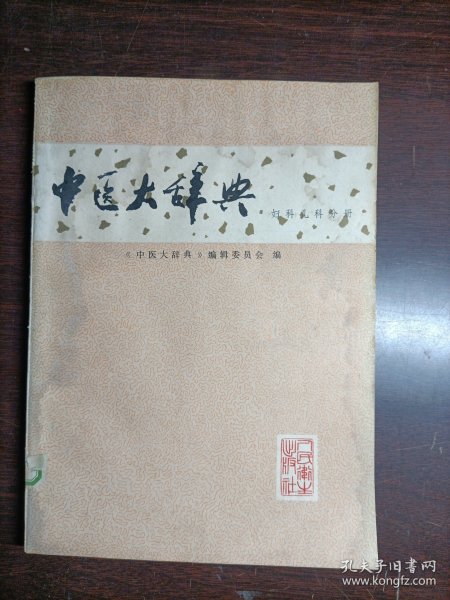 中医大辞典
妇科儿科分册
《中医大辞典》编辑委员会 编
人民卫生
出版社
孔夫子旧书网
www.kongfz.com